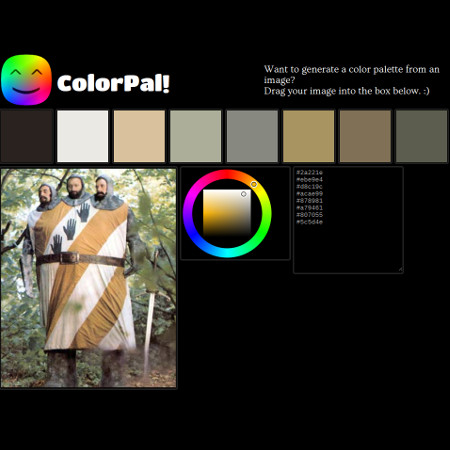 ColorPal!
Want to generate a color palette from an
image?
Drag your image into the box below. :)
#2a221e
#ebe9e4
#d8c19c
#acae99
#878981
#a79461
#807055
#5c5d4e